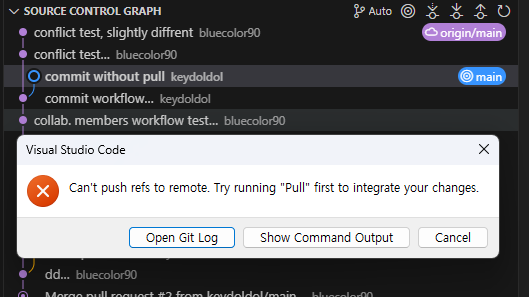 SOURCE CONTROL GRAPH Auto
conflict test, slightly diffrent bluecolor90 origin/main
conflict test... bluecolor90
commit without pull keydoldol main
commit workflow... keydoldol
collab. members workflow test... bluecolor90
Visual Studio Code
Can't push refs to remote. Try running "Pull" first to integrate your changes.
Open Git Log Show Command Output Cancel
dd... bluecolor90
Merge pull request #2 from keydoldol/main... bluecolor90